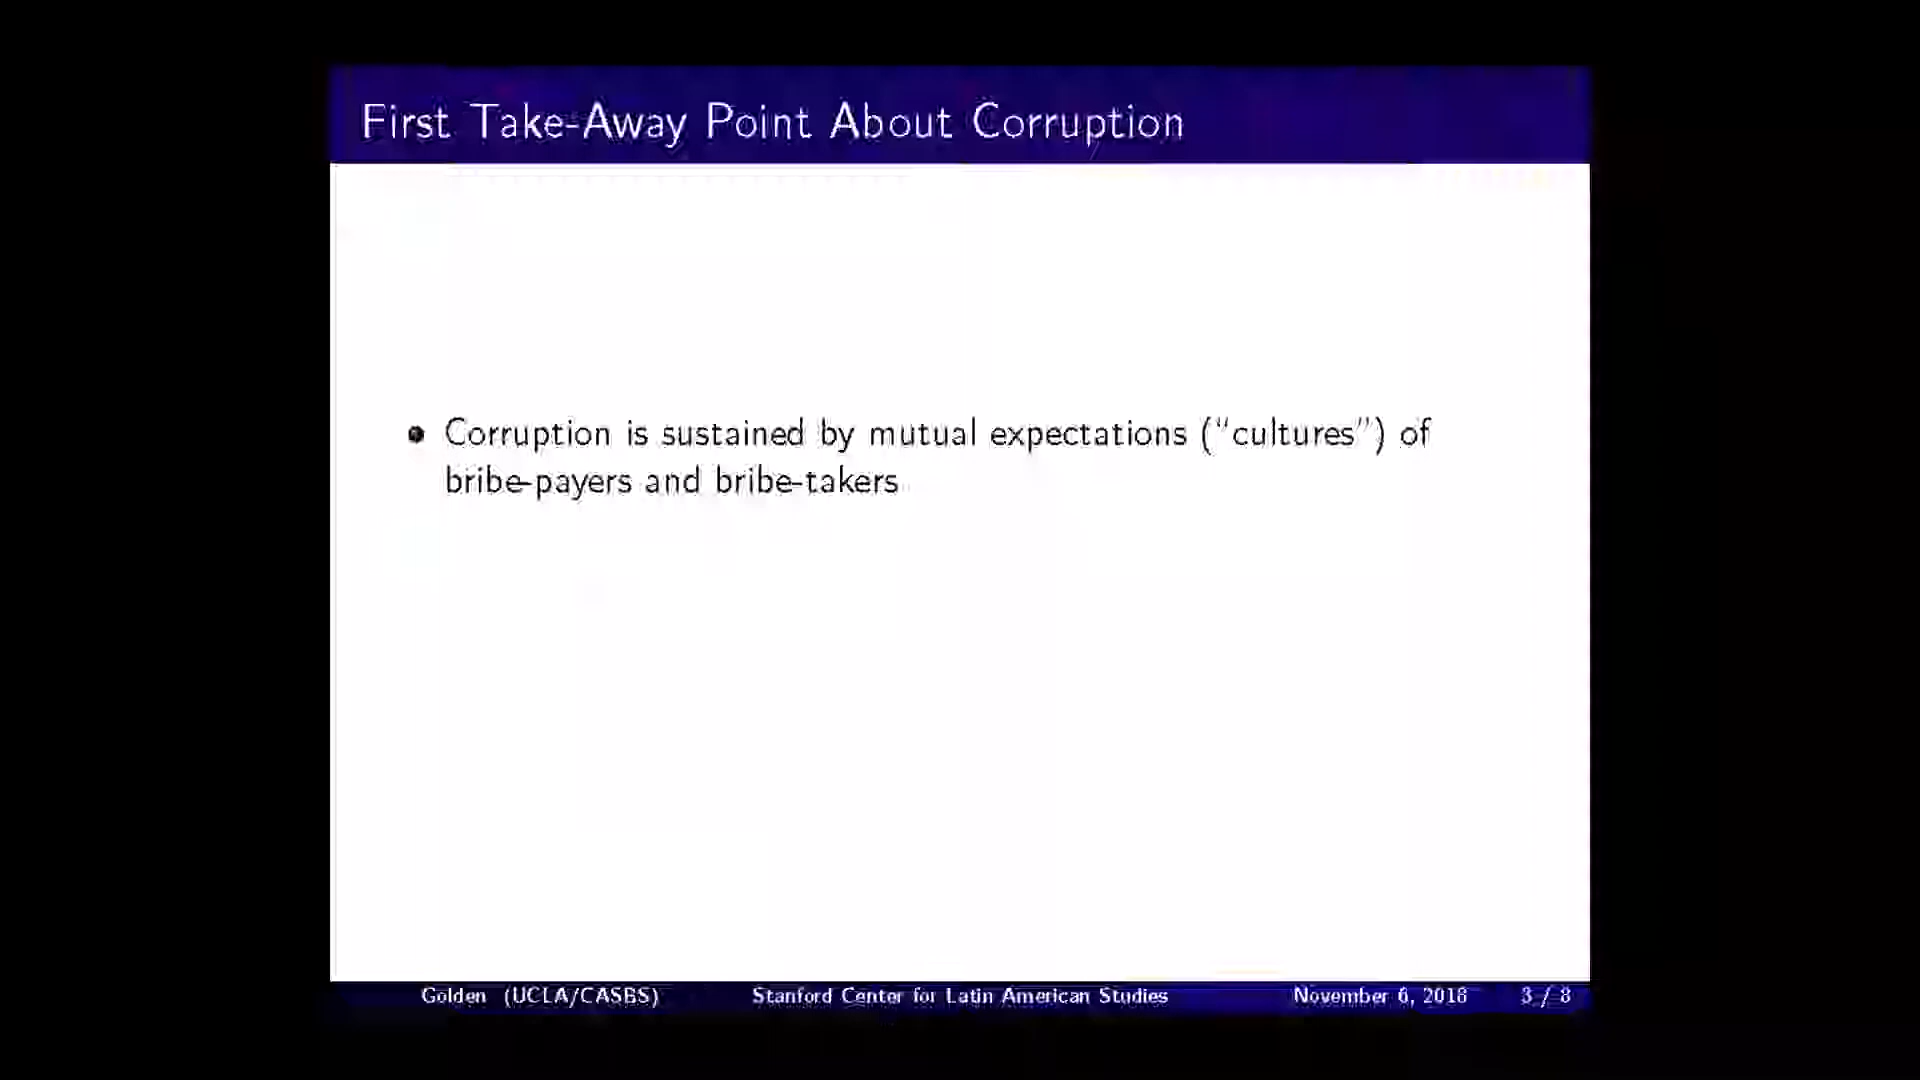 First Take-Away Point About Corruption
• Corruption is sustained by mutual expectations (“cultures”) of
bribe-payers and bribe-takers
Golden (UCLA/CASBS) Stanford Center for Latin American Studies November 6, 2018 3 / 8